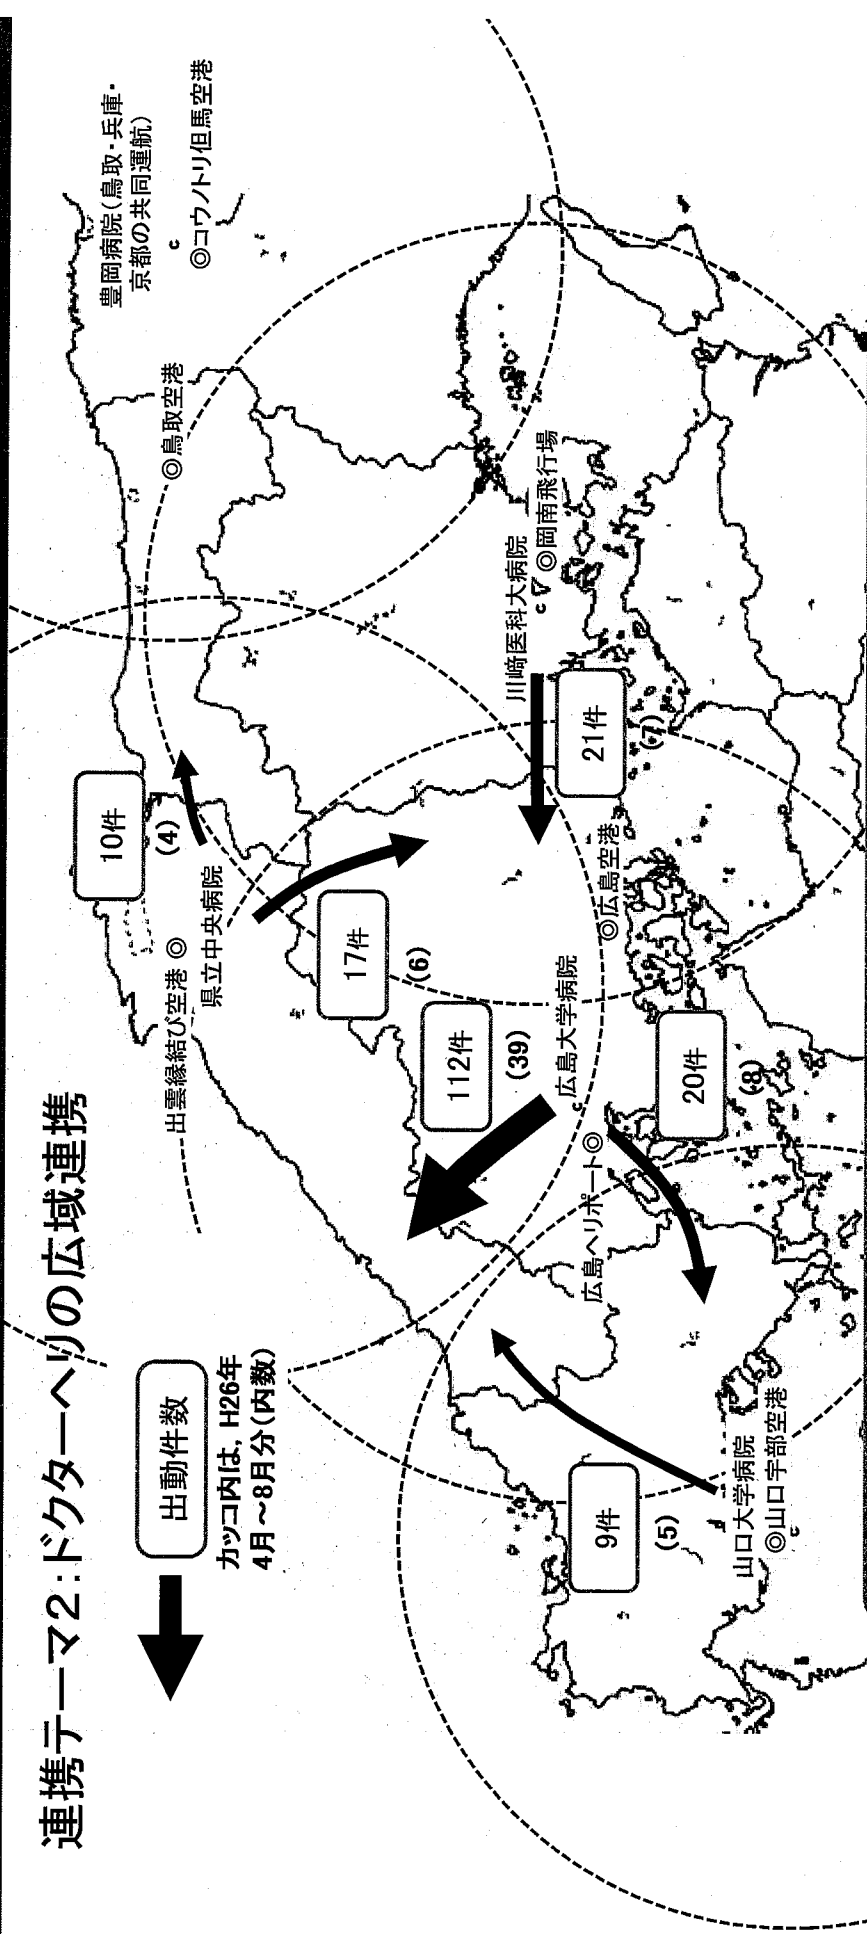 連携テーマ2：ドクターヘリの広域連携
出動件数
カッコ内は，H26年
4月～8月分（内数）
豊岡病院（鳥取・兵庫・
京都の共同運航）
◎コウノトリ但馬空港
◎鳥取空港
10件
(4)
出雲縁結び空港◎
県立中央病院
17件
(6)
112件
(39)
広島大学病院
川崎医科大病院
◎岡南飛行場
21件
(7)
◎広島空港
広島ヘリポート◎
20件
(8)
9件
(5)
山口大学病院
◎山口宇部空港